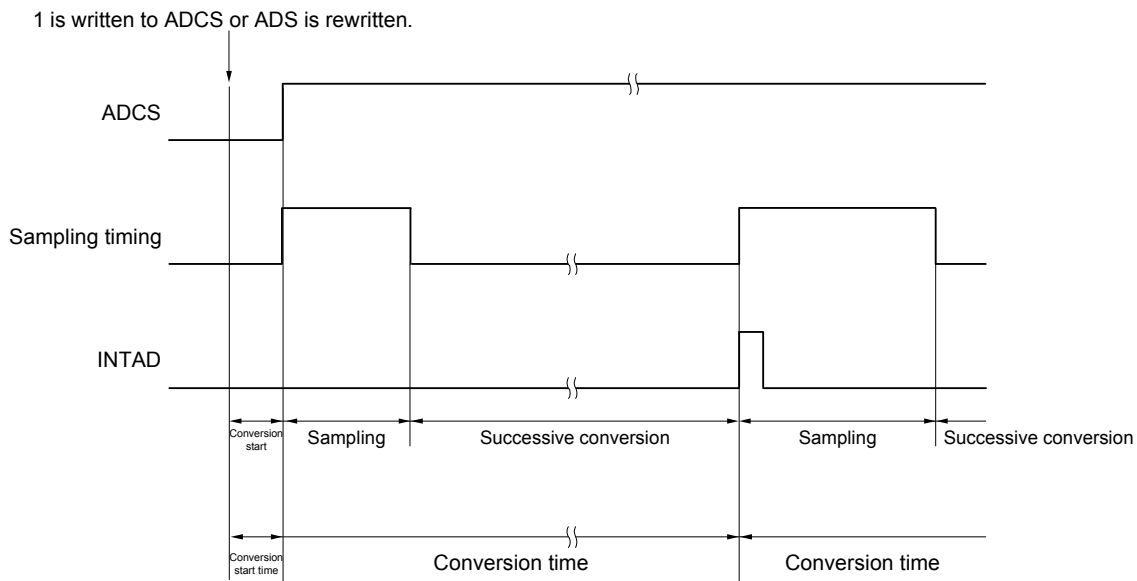 1 is written to ADCS or ADS is rewritten.
ADCS
Sampling timing
INTAD
Conversion
start
Sampling
Successive conversion
Sampling
Successive conversion
Conversion
start time
Conversion time
Conversion time